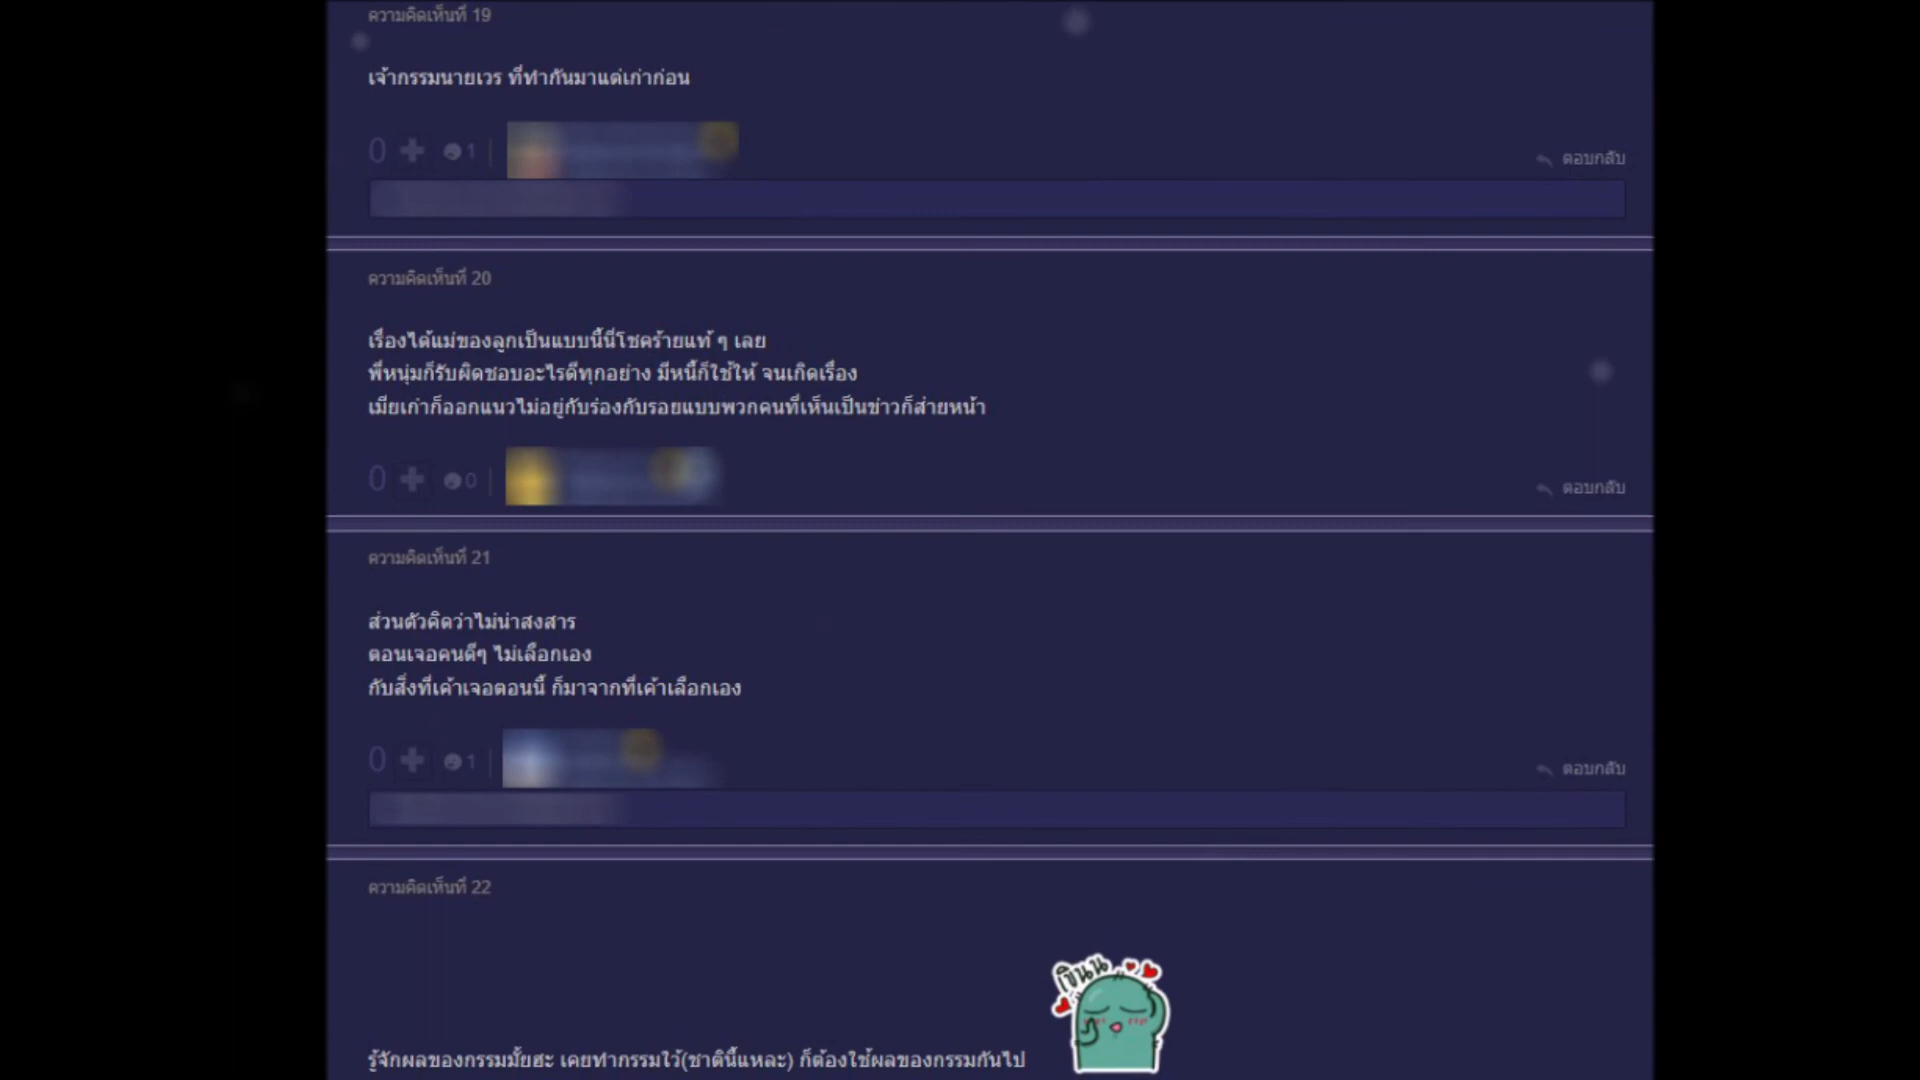 ความคิดเห็นที่ 19
เจ้ากรรมนายเวร ที่ทำกันมาแต่เก่าก่อน
0 1
ตอบกลับ
ความคิดเห็นที่ 20
เรื่องได้แม่ของลูกเป็นแบบนี้นี่โชคร้ายแท้ ๆ เลย
พี่หนุ่มก็รับผิดชอบอะไรดีทุกอย่าง มีหนี้ก็ใช้ให้ จนเกิดเรื่อง
เมียเก่าก็ออกแนวไม่อยู่กับร่องกับรอยแบบพวกคนที่เห็นเป็นข่าวก็ส่ายหน้า
0 0
ตอบกลับ
ความคิดเห็นที่ 21
ส่วนตัวคิดว่าไม่น่าสงสาร
ตอนเจอคนดีๆ ไม่เลือกเอง
กับสิ่งที่เค้าเจอตอนนี้ ก็มาจากที่เค้าเลือกเอง
0 1
ตอบกลับ
ความคิดเห็นที่ 22
เขินน
รู้จักผลของกรรมมั้ยฮะ เคยทำกรรมใว้(ชาตินี้แหละ) ก็ต้องใช้ผลของกรรมกันไป